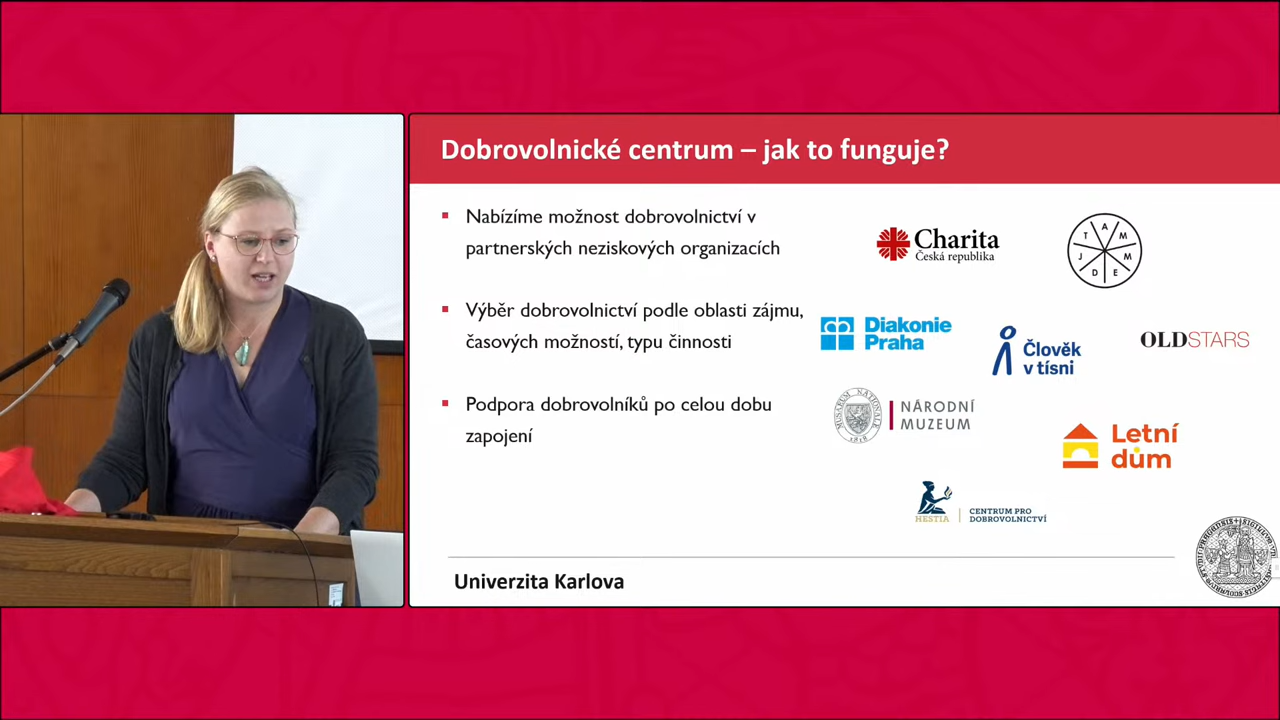 Dobrovolnické centrum – jak to funguje?
Nabízíme možnost dobrovolnictví v
partnerských neziskových organizacích
Výběr dobrovolnictví podle oblasti zájmu,
časových možností, typu činnosti
Podpora dobrovolníků po celou dobu
zapojení
Charita
Česká republika
TAMMJDEM
Diakonie
Praha
Člověk
v tísni
OLDSTARS
NÁRODNÍ
MUZEUM
Letní
dům
HESTIA
CENTRUM PRO
DOBROVOLNICTVÍ
Univerzita Karlova